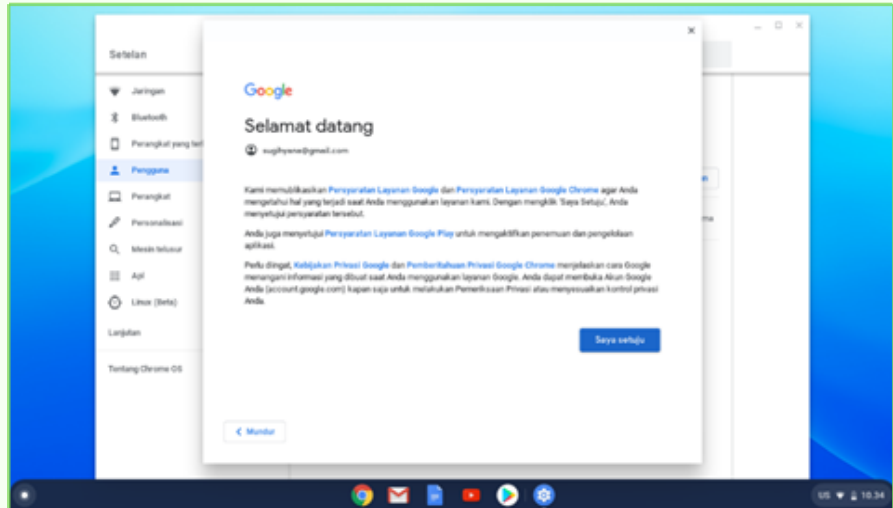 Setelan
Jaringan
Bluetooth
Perangkat yang ter
Pengguna
Perangkat
Personalisasi
Mesin telusur
Apl
Linux (Beta)
Lanjutan
Tentang Chrome OS
Google
Selamat datang
sugihyana@gmail.com
Kami memublikasikan Persyaratan Layanan Google dan Persyaratan Layanan Google Chrome agar Anda
mengetahui hal yang terjadi saat Anda menggunakan layanan kami. Dengan mengklik 'Saya Setuju', Anda
menyetujui persyaratan tersebut.
Anda juga menyetujui Persyaratan Layanan Google Play untuk mengaktifkan penemuan dan pengelolaan
aplikasi.
Perlu diingat, Kebijakan Privasi Google dan Pemberitahuan Privasi Google Chrome menjelaskan cara Google
menangani informasi yang dibuat saat Anda menggunakan layanan Google. Anda dapat membuka Akun Google
Anda (account.google.com) kapan saja untuk melakukan Pemeriksaan Privasi atau menyesuaikan kontrol privasi
Anda.
Saya setuju
Mundur
US 10.34